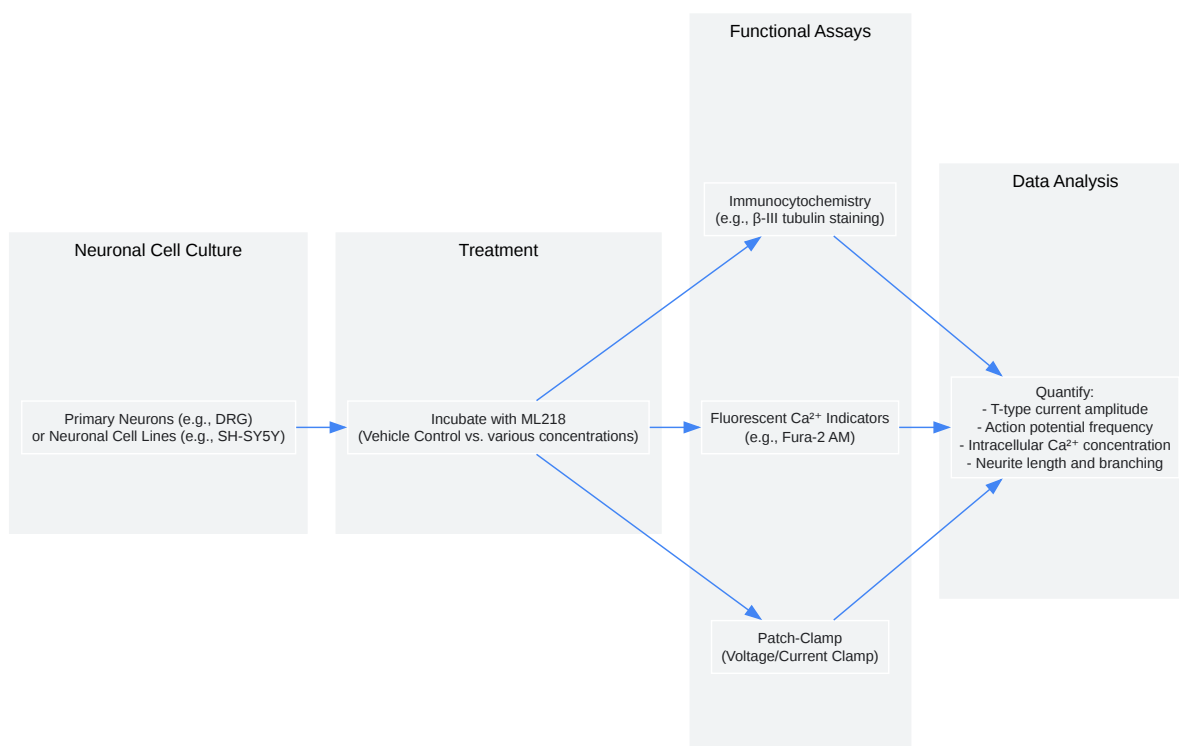 Neuronal Cell Culture
Primary Neurons (e.g., DRG)
or Neuronal Cell Lines (e.g., SH-SY5Y)
Treatment
Incubate with ML218
(Vehicle Control vs. various concentrations)
Functional Assays
Immunocytochemistry
(e.g., β-III tubulin staining)
Fluorescent Ca²⁺ Indicators
(e.g., Fura-2 AM)
Patch-Clamp
(Voltage/Current Clamp)
Data Analysis
Quantify:
- T-type current amplitude
- Action potential frequency
- Intracellular Ca²⁺ concentration
- Neurite length and branching